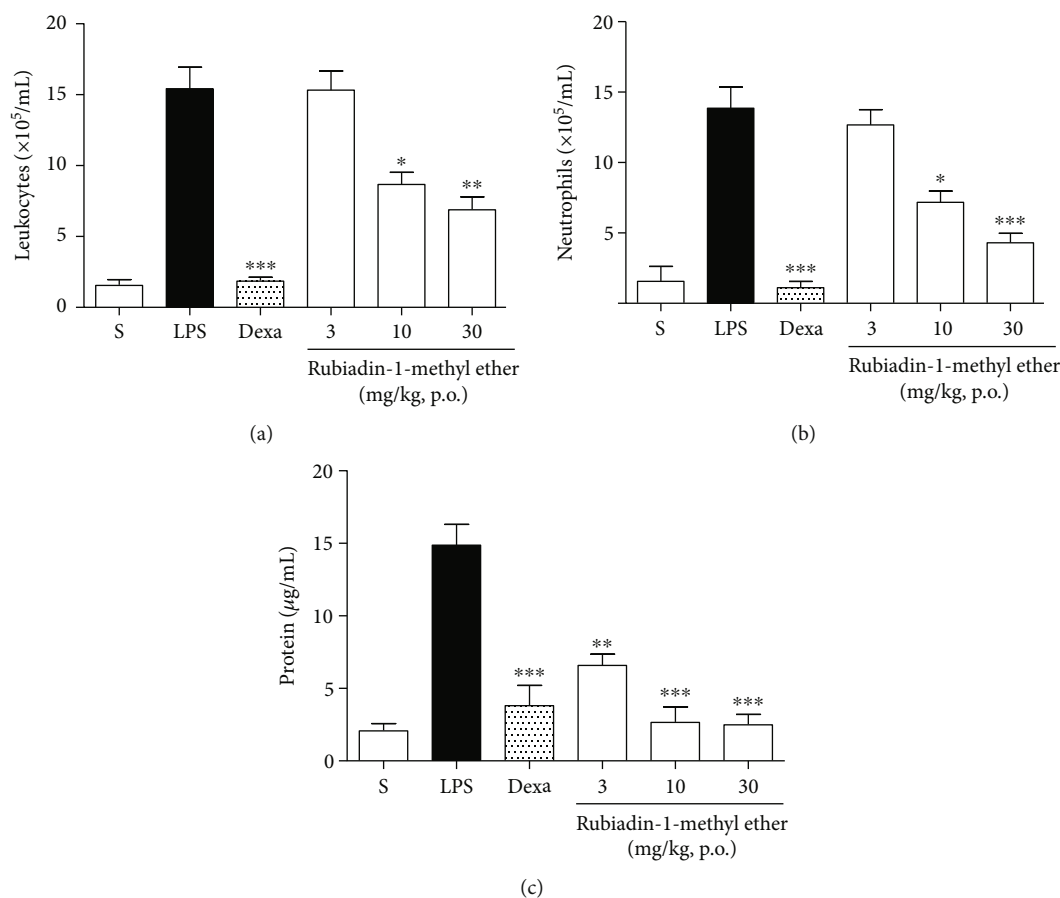 20
15
10
5
0
Leukocytes (×10⁵/mL)
***
*
**
S LPS Dexa 3 10 30
Rubiadin-1-methyl ether
(mg/kg, p.o.)
(a)
20
15
10
5
Neutrophils (×10⁵/mL)
***
*
***
S LPS Dexa 3 10 30
Rubiadin-1-methyl ether
(mg/kg, p.o.)
(b)
20
15
10
5
0
Protein (μg/mL)
***
**
***
***
S LPS Dexa 3 10 30
Rubiadin-1-methyl ether
(mg/kg, p.o.)
(c)